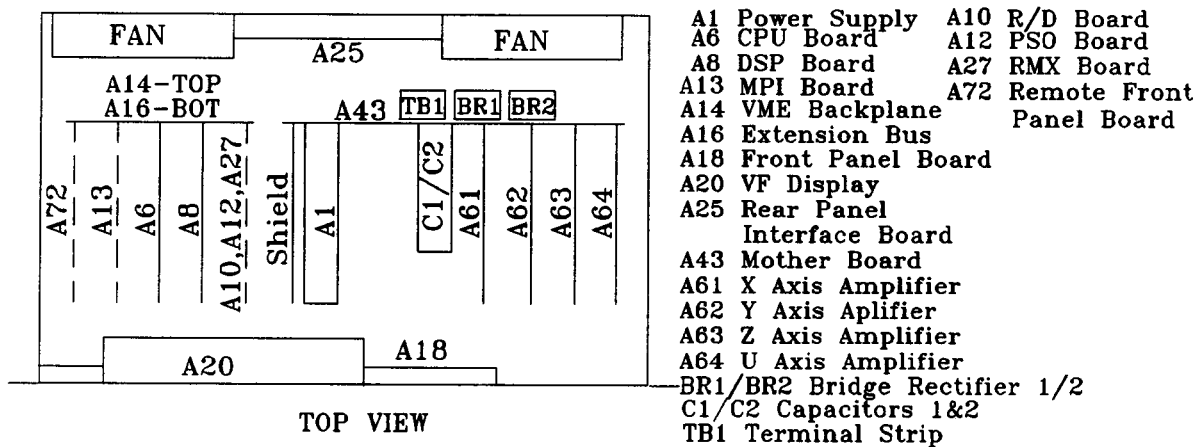 FAN
A25
FAN
A14-TOP
A16-BOT
A43
TB1
BR1
BR2
A72
A13
A6
A8
A10,A12,A27
Shield
A1
C1/C2
A61
A62
A63
A64
A20
A18
TOP VIEW
A1 Power Supply
A6 CPU Board
A8 DSP Board
A13 MPI Board
A14 VME Backplane
A16 Extension Bus
A18 Front Panel Board
A20 VF Display
A25 Rear Panel
Interface Board
A43 Mother Board
A61 X Axis Amplifier
A62 Y Axis Aplifier
A63 Z Axis Amplifier
A64 U Axis Amplifier
BR1/BR2 Bridge Rectifier 1/2
C1/C2 Capacitors 1&2
TB1 Terminal Strip
A10 R/D Board
A12 PSO Board
A27 RMX Board
A72 Remote Front
Panel Board